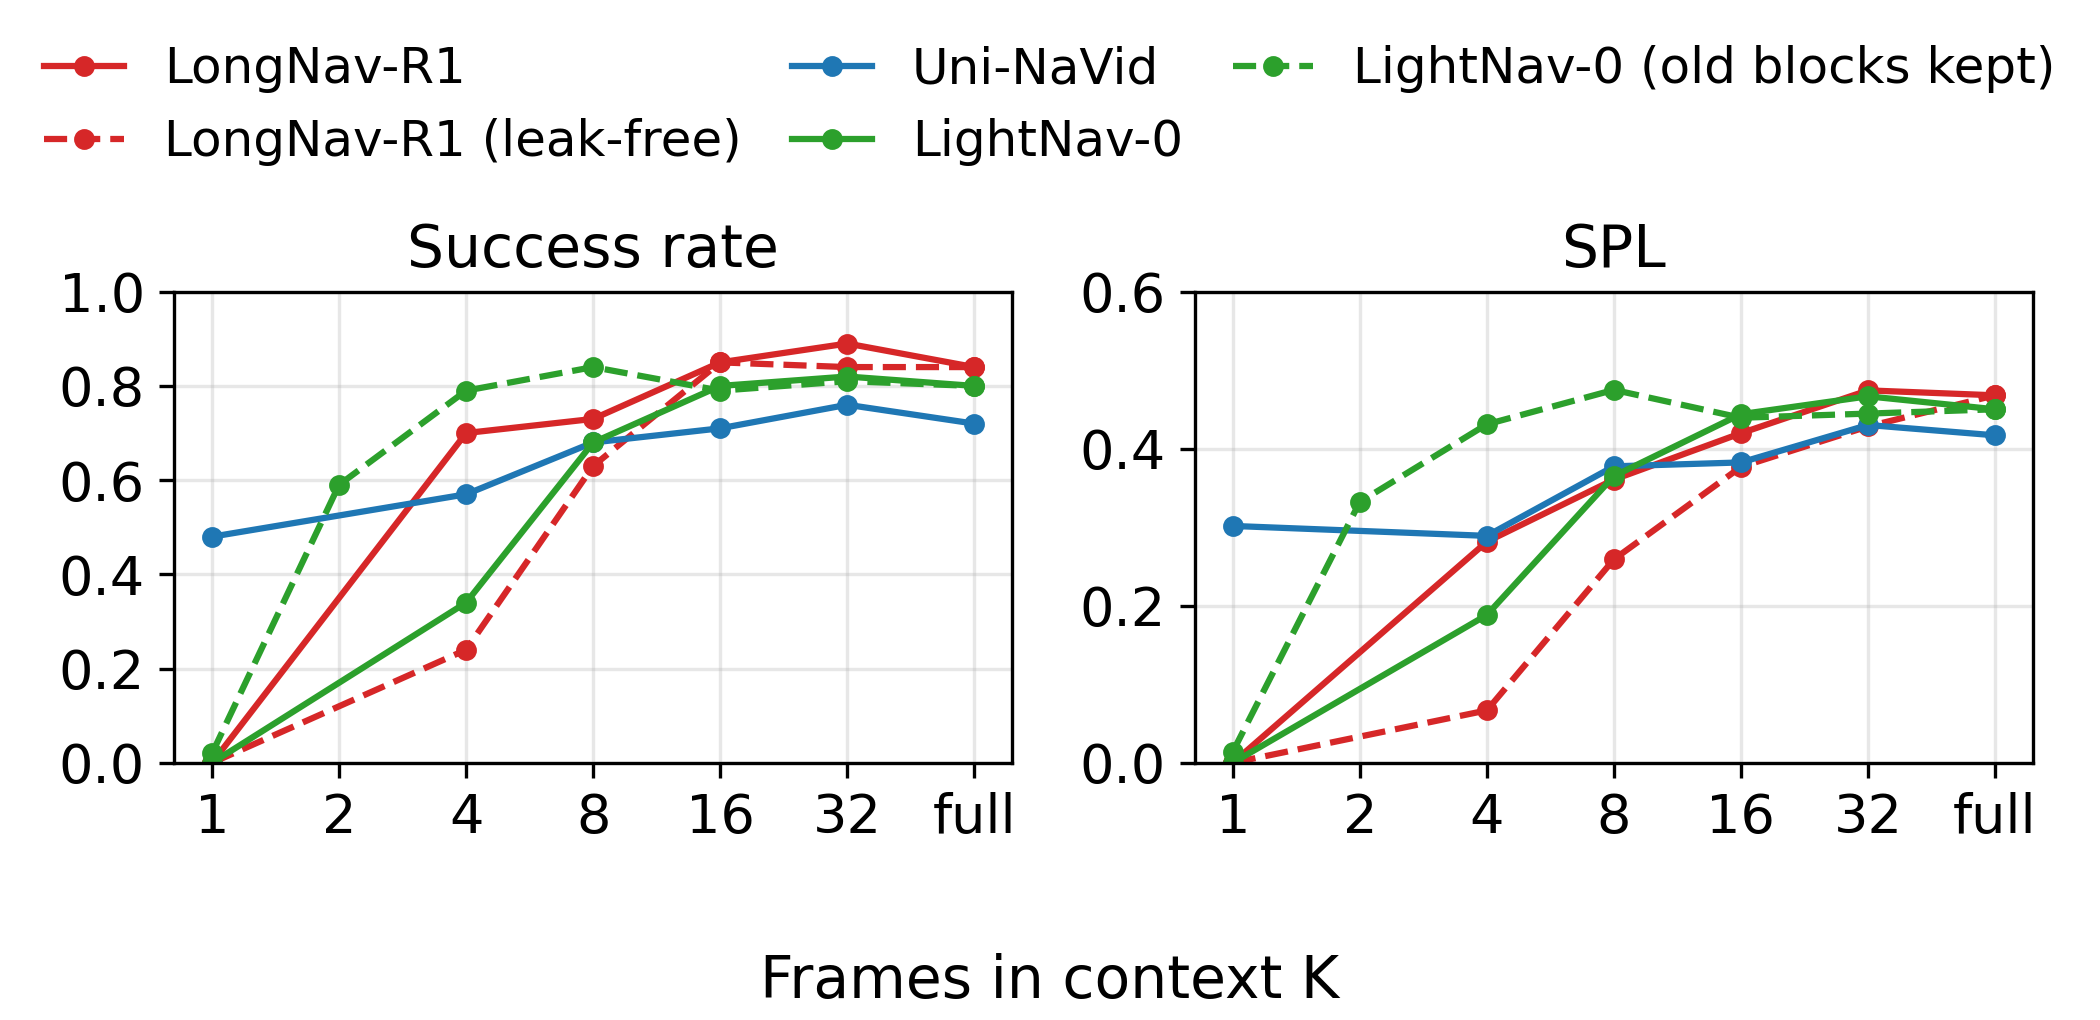 LongNav-R1
LongNav-R1 (leak-free)
Uni-NaVid
LightNav-0
LightNav-0 (old blocks kept)
Success rate
1.0
0.8
0.6
0.4
0.2
0.0
1 2 4 8 16 32 full
SPL
0.6
0.4
0.2
0.0
1 2 4 8 16 32 full
Frames in context K